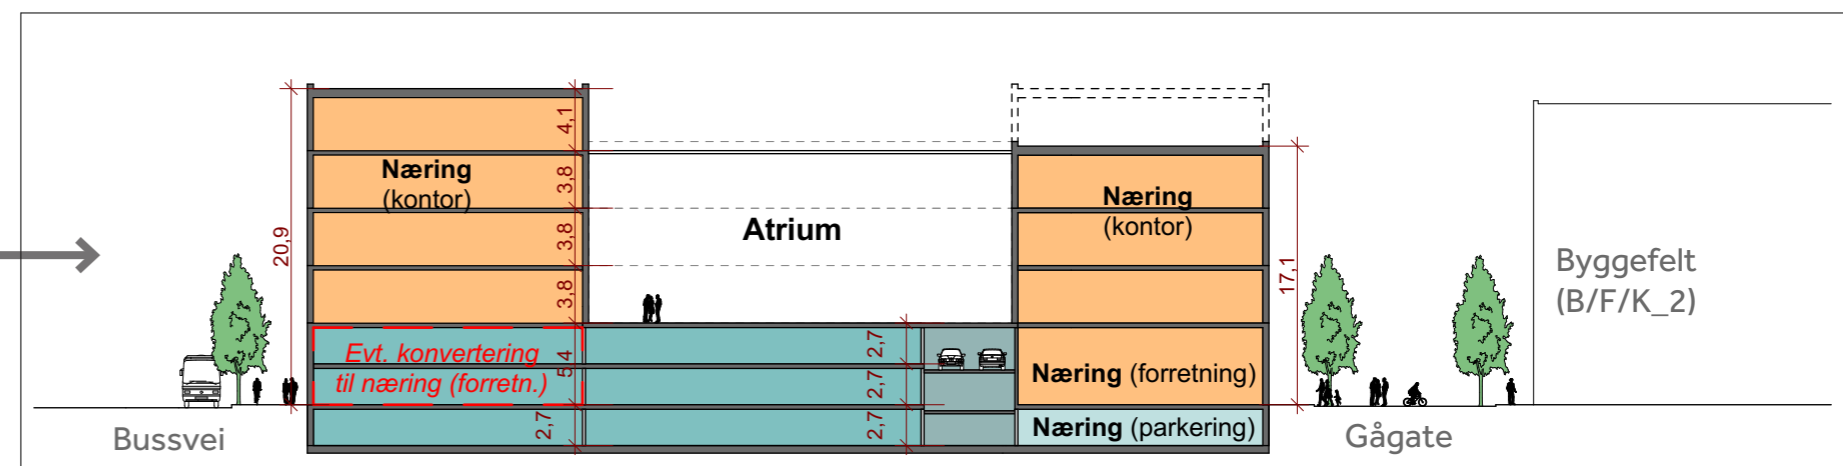 4,1
Næring
(kontor)
3,8
20,9
3,8
3,8
Atrium
Næring
(kontor)
17,1
Byggefelt
(B/F/K_2)
Evt. konvertering
til næring (forretn.)
5,4
2,7
2,7
Næring (forretning)
2,7
2,7
Næring (parkering)
Bussvei
Gågate